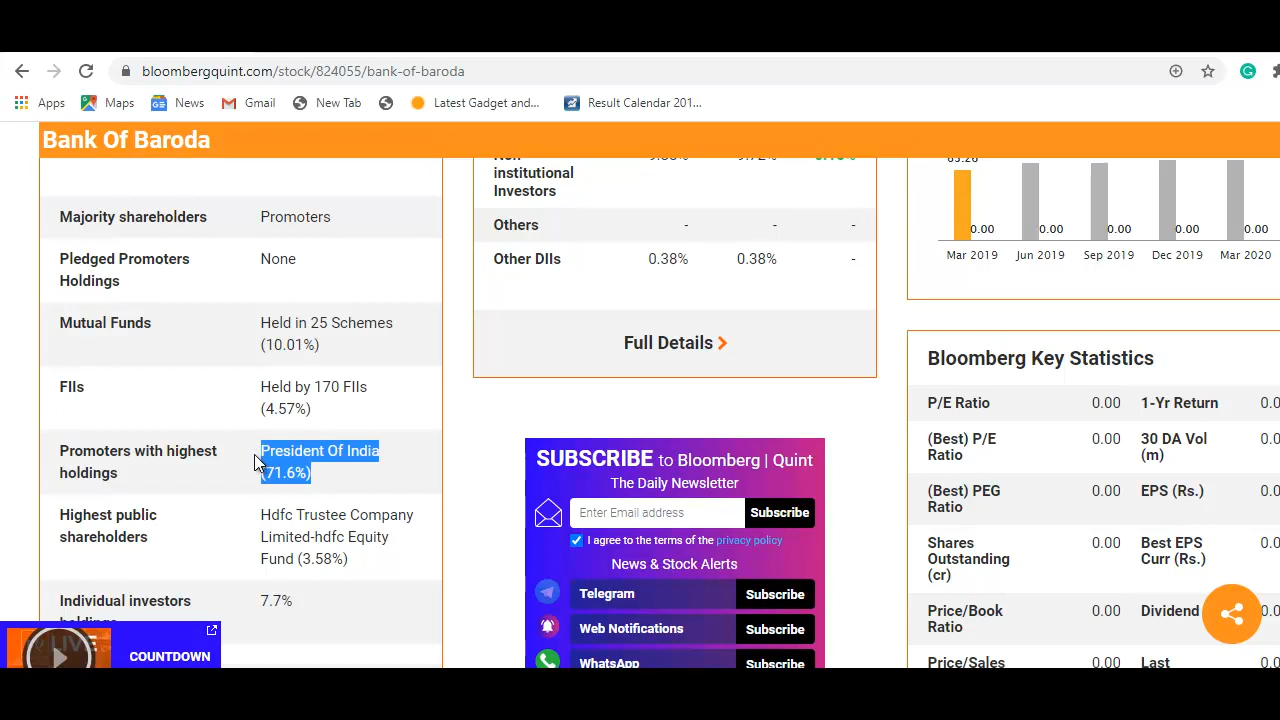 bloombergquint.com/stock/824055/bank-of-baroda
Apps Maps News Gmail New Tab Latest Gadget and... Result Calendar 201...
Bank Of Baroda
Majority shareholders Promoters
Pledged Promoters Holdings None
Mutual Funds Held in 25 Schemes
(10.01%)
FIIs Held by 170 FIIs
(4.57%)
Promoters with highest
holdings
President Of India
(71.6%)
Highest public
shareholders
Hdfc Trustee Company
Limited-hdfc Equity
Fund (3.58%)
Individual investors 7.7%
LIVE
COUNTDOWN
institutional
Investors
Others - - -
Other DIIs 0.38% 0.38% -
Full Details
SUBSCRIBE to Bloomberg | Quint
The Daily Newsletter
Enter Email address Subscribe
I agree to the terms of the privacy policy
News & Stock Alerts
Telegram Subscribe
Web Notifications Subscribe
WhatsApp Subscribe
0.00 0.00 0.00 0.00 0.00
Mar 2019 Jun 2019 Sep 2019 Dec 2019 Mar 2020
Bloomberg Key Statistics
P/E Ratio 0.00 1-Yr Return
(Best) P/E
Ratio
0.00 30 DA Vol
(m)
(Best) PEG
Ratio
0.00 EPS (Rs.)
Shares
Outstanding
(cr)
0.00 Best EPS
Curr (Rs.)
Price/Book
Ratio
0.00 Dividend
Price/Sales 0.00 Last